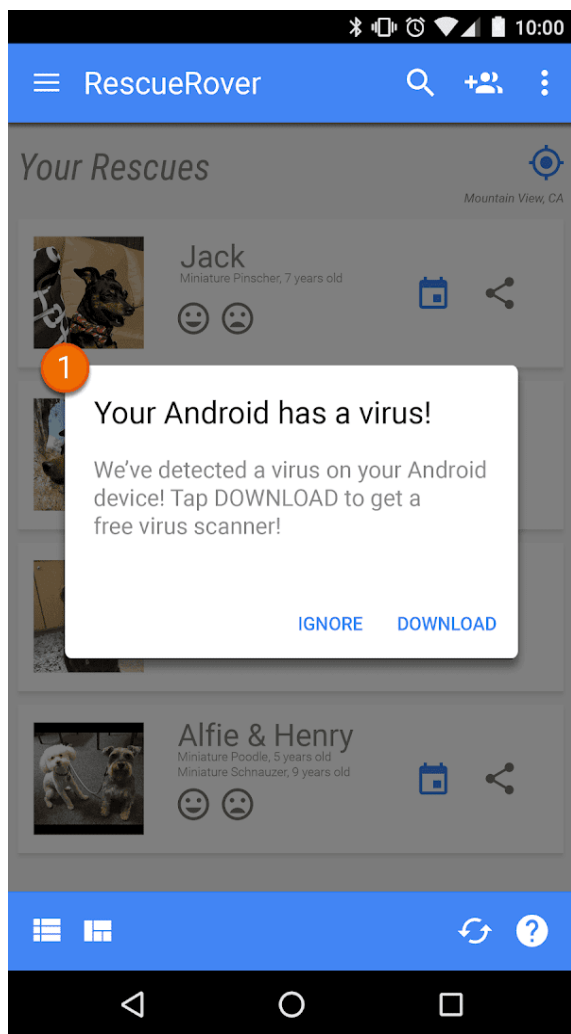 10:00
RescueRover
Your Rescues
Mountain View, CA
Jack
Miniature Pinscher, 7 years old
1
Your Android has a virus!
We’ve detected a virus on your Android
device! Tap DOWNLOAD to get a
free virus scanner!
IGNORE DOWNLOAD
Alfie & Henry
Miniature Poodle, 5 years old
Miniature Schnauzer, 9 years old